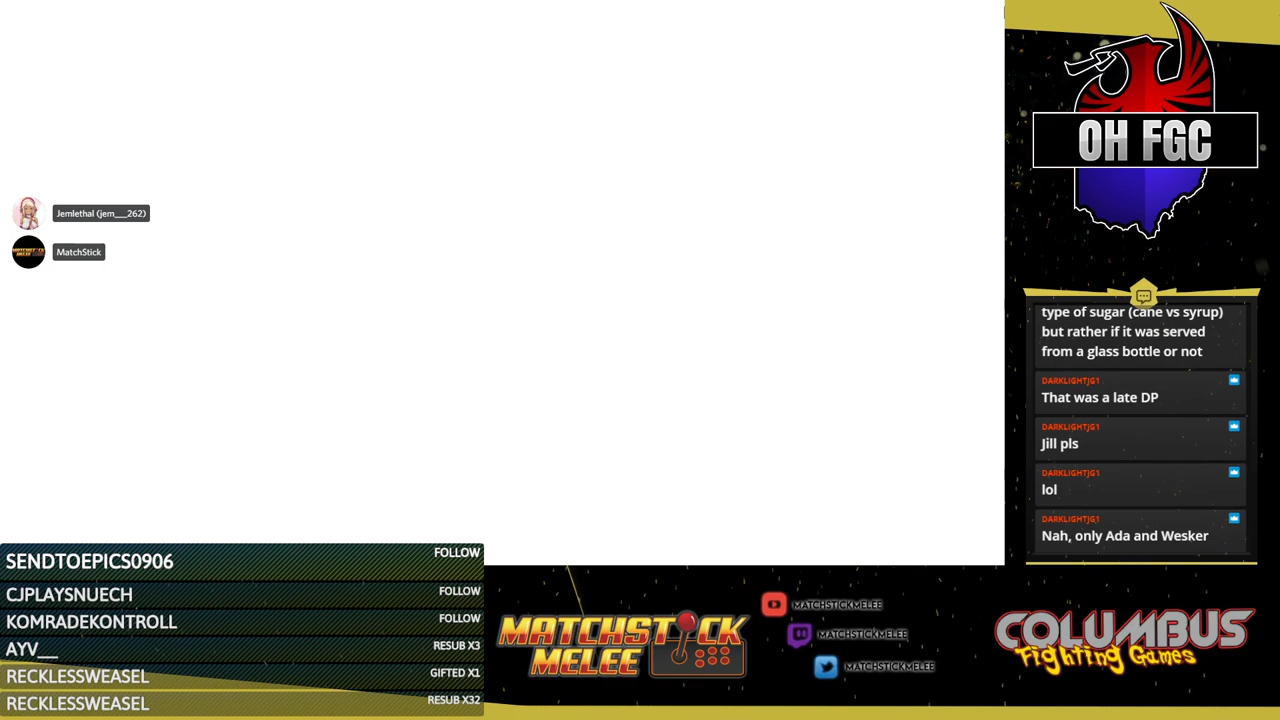 OH FGC
Jemlethal (jem___262)
MatchStick
type of sugar (cane vs syrup)
but rather if it was served
from a glass bottle or not
DARKLIGHTJG1
That was a late DP
DARKLIGHTJG1
Jill pls
DARKLIGHTJG1
lol
DARKLIGHTJG1
Nah, only Ada and Wesker
SENDTOEPICS0906 FOLLOW
CJPLAYSNUECH FOLLOW
KOMRADEKONTROLL FOLLOW
AYV__ RESUB X3
RECKLESSWEASEL GIFTED X1
RECKLESSWEASEL RESUB X32
MATCHSTICK
MELEE
MATCHSTICKMELEE
MATCHSTICKMELEE
MATCHSTICKMELEE
COLUMBUS
Fighting Games